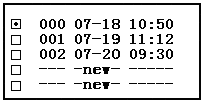 000 07-18 10:50
001 07-19 11:12
002 07-20 09:30
--- -new- -----
--- -new- -----